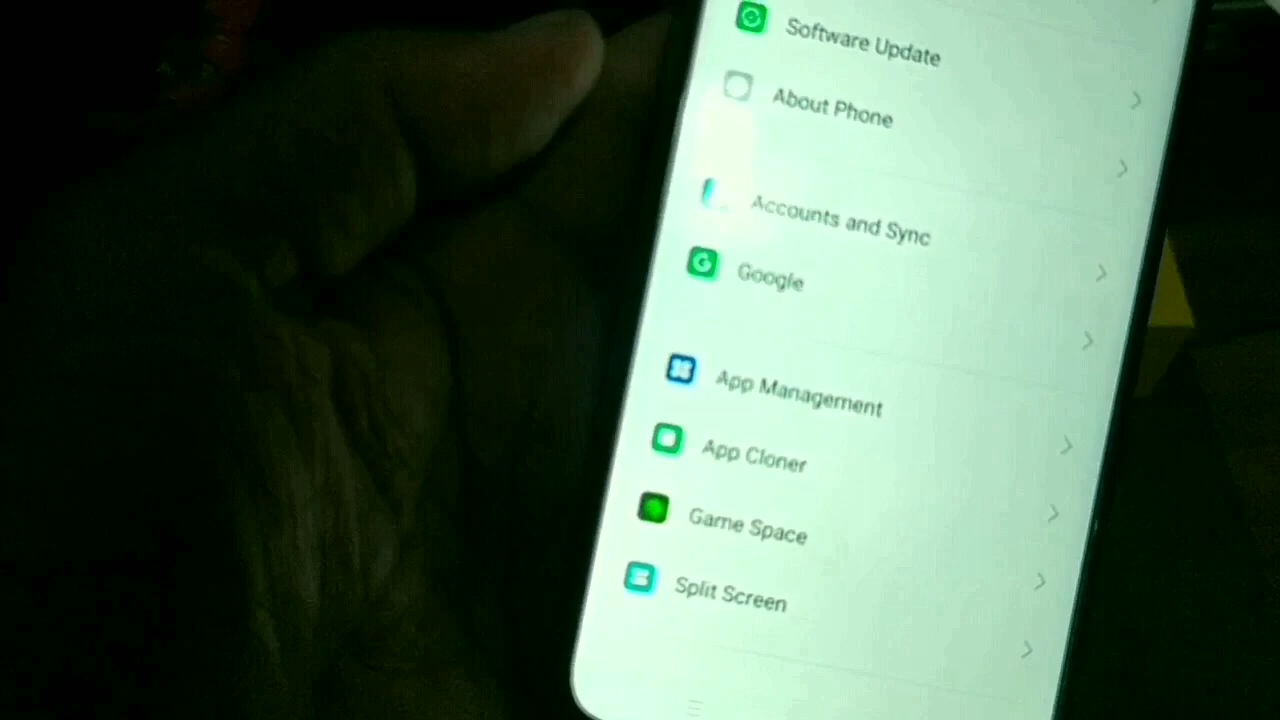 Software Update
About Phone
Accounts and Sync
Google
App Management
App Cloner
Game Space
Split Screen